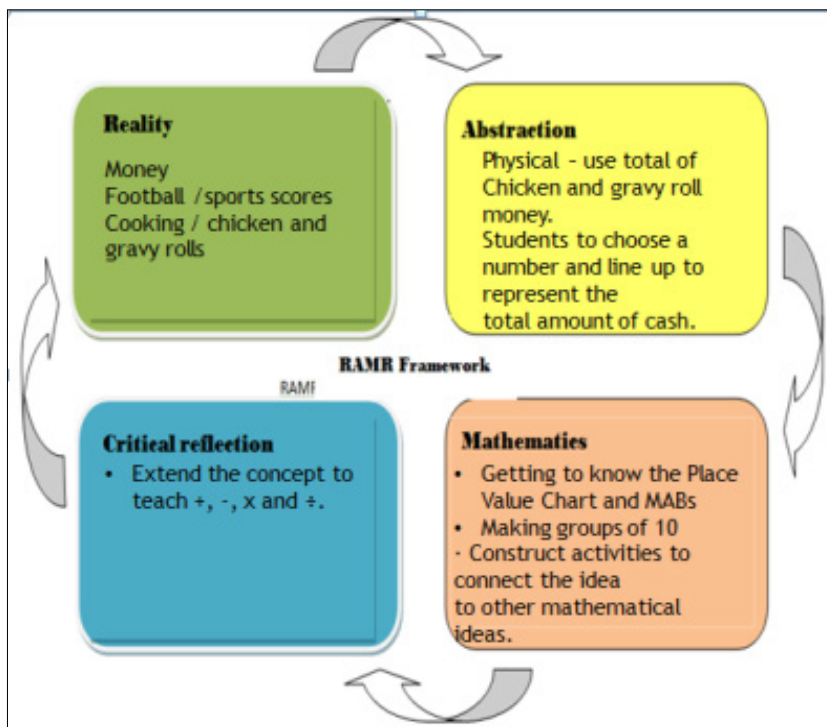 Reality
Money
Football / sports scores
Cooking / chicken and
gravy rolls
Abstraction
Physical – use total of
Chicken and gravy roll
money.
Students to choose a
number and line up to
represent the
total amount of cash.
RAMR Framework
RAMF
Critical reflection
• Extend the concept to
teach +, -, x and ÷.
Mathematics
• Getting to know the Place
Value Chart and MABs
• Making groups of 10
· Construct activities to
connect the idea
to other mathematical
ideas.